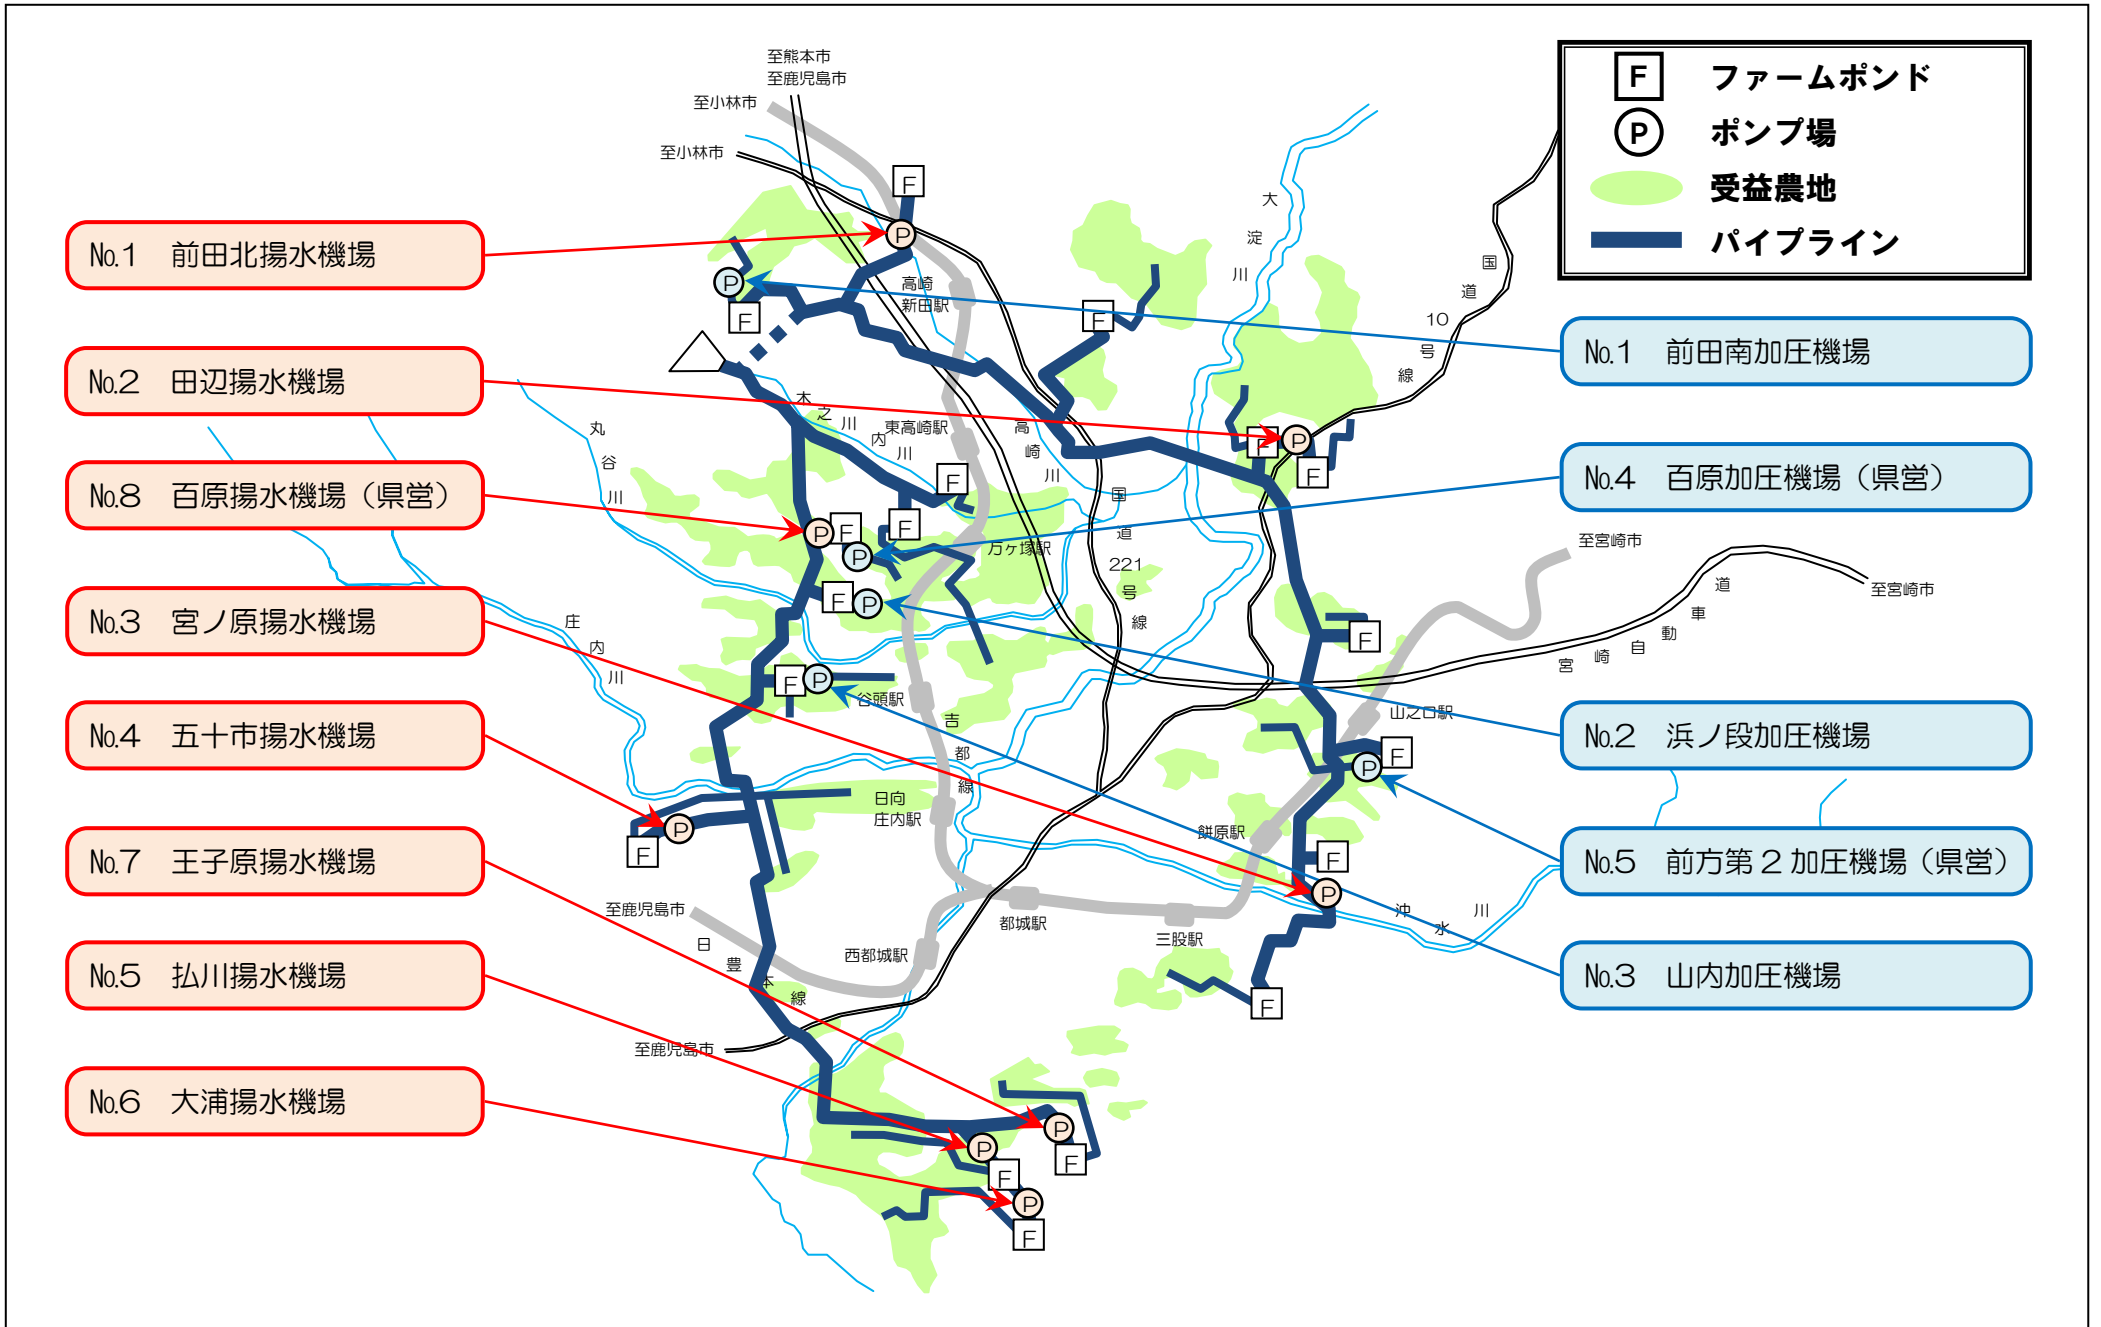 至熊本市
至鹿児島市
至小林市
至小林市
F
ファームポンド
P
ポンプ場
受益農地
パイプライン
No.1 前田北揚水機場
No.2 田辺揚水機場
No.8 百原揚水機場（県営）
No.3 宮ノ原揚水機場
No.4 五十市揚水機場
No.7 王子原揚水機場
No.5 払川揚水機場
No.6 大浦揚水機場
No.1 前田南加圧機場
No.4 百原加圧機場（県営）
No.2 浜ノ段加圧機場
No.5 前方第２加圧機場（県営）
No.3 山内加圧機場
F
P
高崎
新田駅
P
F
F
大淀川
国道10号線
木之川内川
東高崎駅
高崎川
丸谷川
F
P
F
F
F
P
F
P
F
P
万ヶ塚駅
国道221号線
至宮崎市
至宮崎市
宮崎自動車道
庄内川
F
F
P
谷頭駅
吉都線
山之口駅
F
P
日向
庄内駅
P
F
餅原駅
F
P
至鹿児島市
日豊本線
西都城駅
都城駅
三股駅
沖水川
F
至鹿児島市
P
P
F
F
P
F